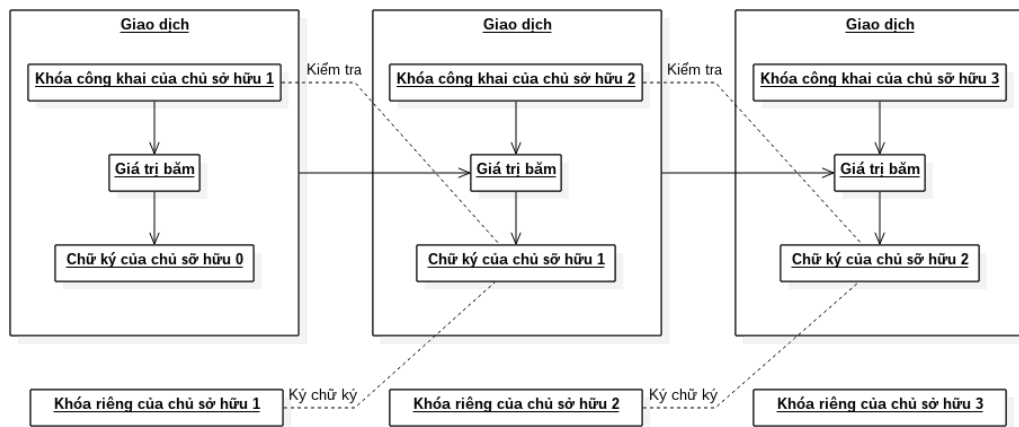 Giao dịch
Giao dịch
Giao dịch
Khóa công khai của chủ sở hữu 1
Kiểm tra
Khóa công khai của chủ sở hữu 2
Kiểm tra
Khóa công khai của chủ sỡ hữu 3
Giá trị băm
Giá trị băm
Giá trị băm
Chữ ký của chủ sỡ hữu 0
Chữ ký của chủ sỡ hữu 1
Chữ ký của chủ sỡ hữu 2
Khóa riêng của chủ sở hữu 1
Ký chữ ký
Khóa riêng của chủ sở hữu 2
Ký chữ ký
Khóa riêng của chủ sở hữu 3